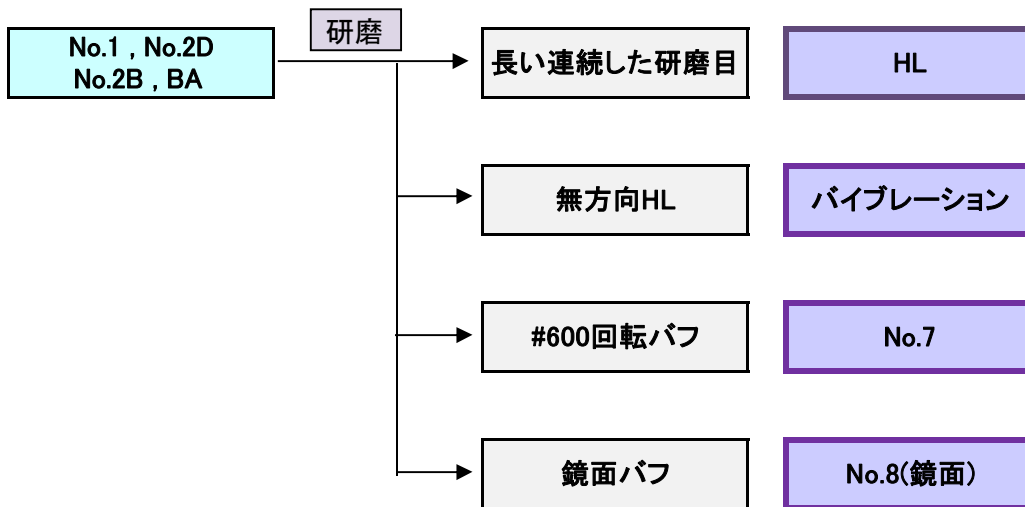 研磨
No.1 , No.2D
No.2B , BA
長い連続した研磨目
HL
無方向HL
バイブレーション
#600回転バフ
No.7
鏡面バフ
No.8(鏡面)